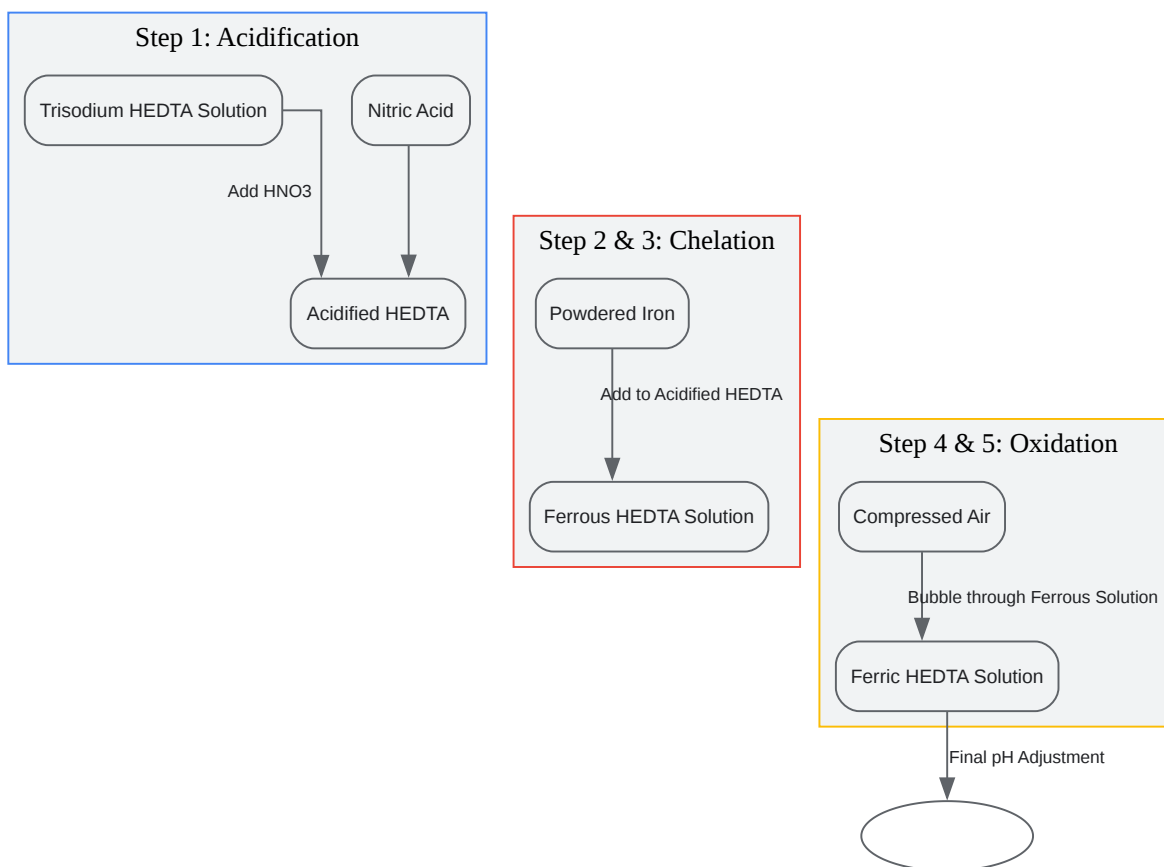 Step 1: Acidification
Trisodium HEDTA Solution
Nitric Acid
Add HNO3
Acidified HEDTA
Step 2 & 3: Chelation
Powdered Iron
Add to Acidified HEDTA
Ferrous HEDTA Solution
Step 4 & 5: Oxidation
Compressed Air
Bubble through Ferrous Solution
Ferric HEDTA Solution
Final pH Adjustment